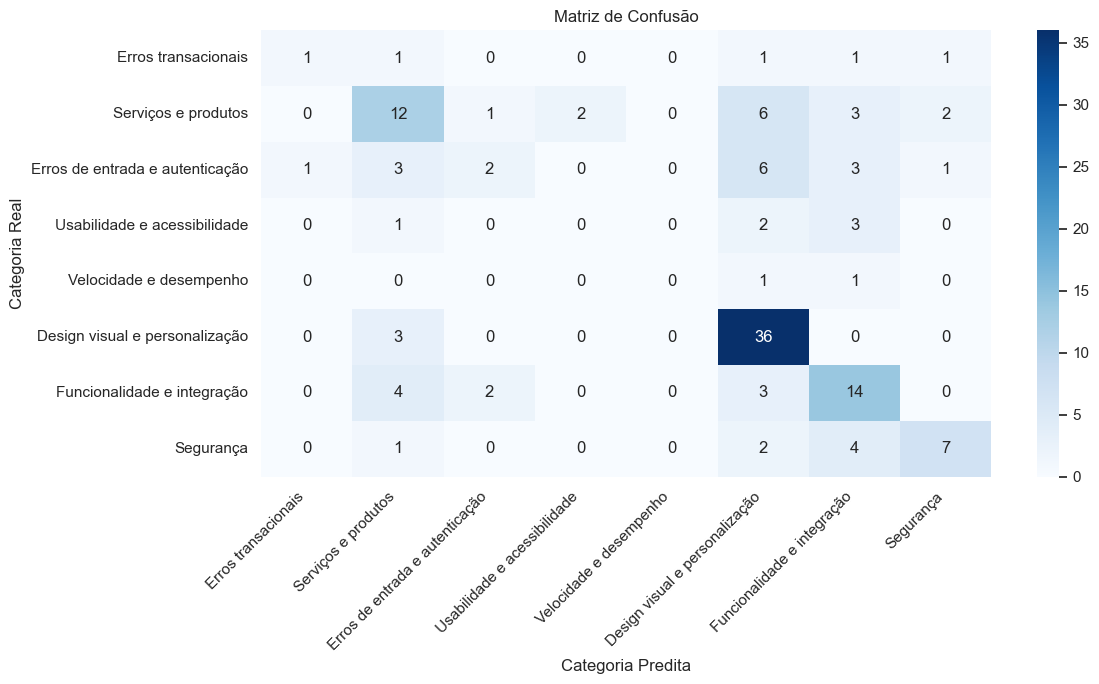 Matriz de Confusão
Categoria Real
Erros transacionais 1 1 0 0 0 1 1 1
Serviços e produtos 0 12 1 2 0 6 3 2
Erros de entrada e autenticação 1 3 2 0 0 6 3 1
Usabilidade e acessibilidade 0 1 0 0 0 2 3 0
Velocidade e desempenho 0 0 0 0 0 1 1 0
Design visual e personalização 0 3 0 0 0 36 0 0
Funcionalidade e integração 0 4 2 0 0 3 14 0
Segurança 0 1 0 0 0 2 4 7
Erros transacionais
Serviços e produtos
Erros de entrada e autenticação
Usabilidade e acessibilidade
Velocidade e desempenho
Design visual e personalização
Funcionalidade e integração
Segurança
Categoria Predita
35
30
25
20
15
10
5
0